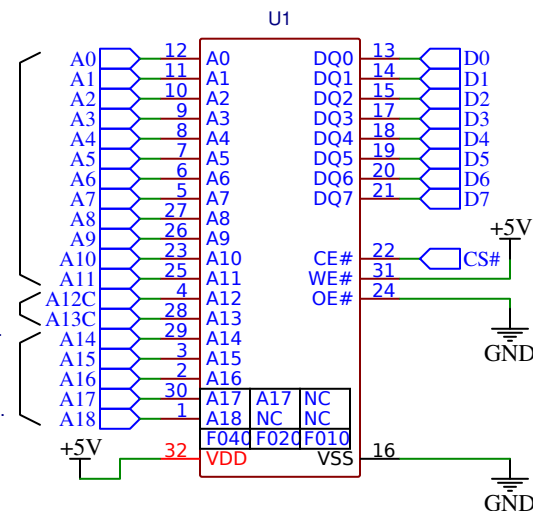 U1
A0 12 A0 DQ0 13 D0
A1 11 A1 DQ1 14 D1
A2 10 A2 DQ2 15 D2
A3 9 A3 DQ3 17 D3
A4 8 A4 DQ4 18 D4
A5 7 A5 DQ5 19 D5
A6 6 A6 DQ6 20 D6
A7 5 A7 DQ7 21 D7
A8 27 A8
A9 26 A9 +5V
A10 23 A10 CE# 22 CS#
A11 25 A11 WE# 31
A12C 4 A12 OE# 24
A13C 28 A13
A14 29 A14 GND
A15 3 A15
A16 2 A16
A17 30 A17 A17 NC
A18 1 A18 NC NC
F040 F020 F010
+5V 32 VDD VSS 16
GND